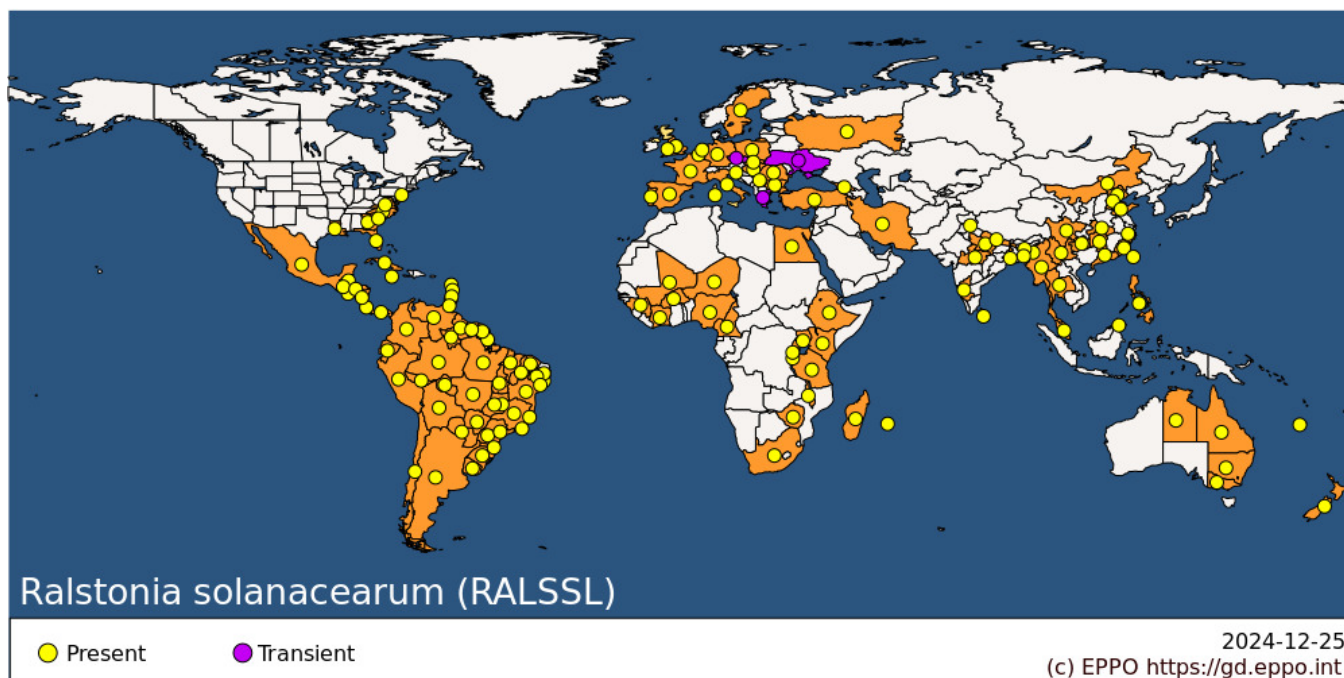 Ralstonia solanacearum (RALSSL)
Present
Transient
2024-12-25
(c) EPPO https://gd.eppo.int